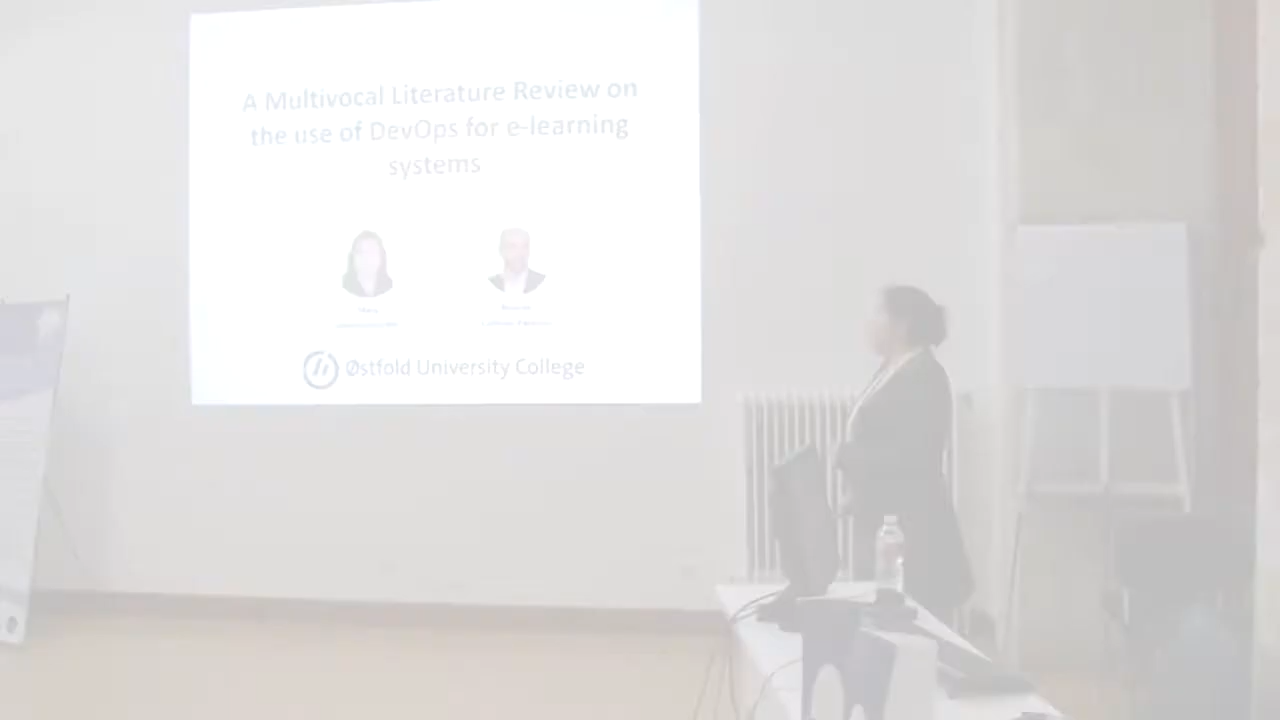 A Multivocal Literature Review on
the use of DevOps for e-learning
systems
Østfold University College